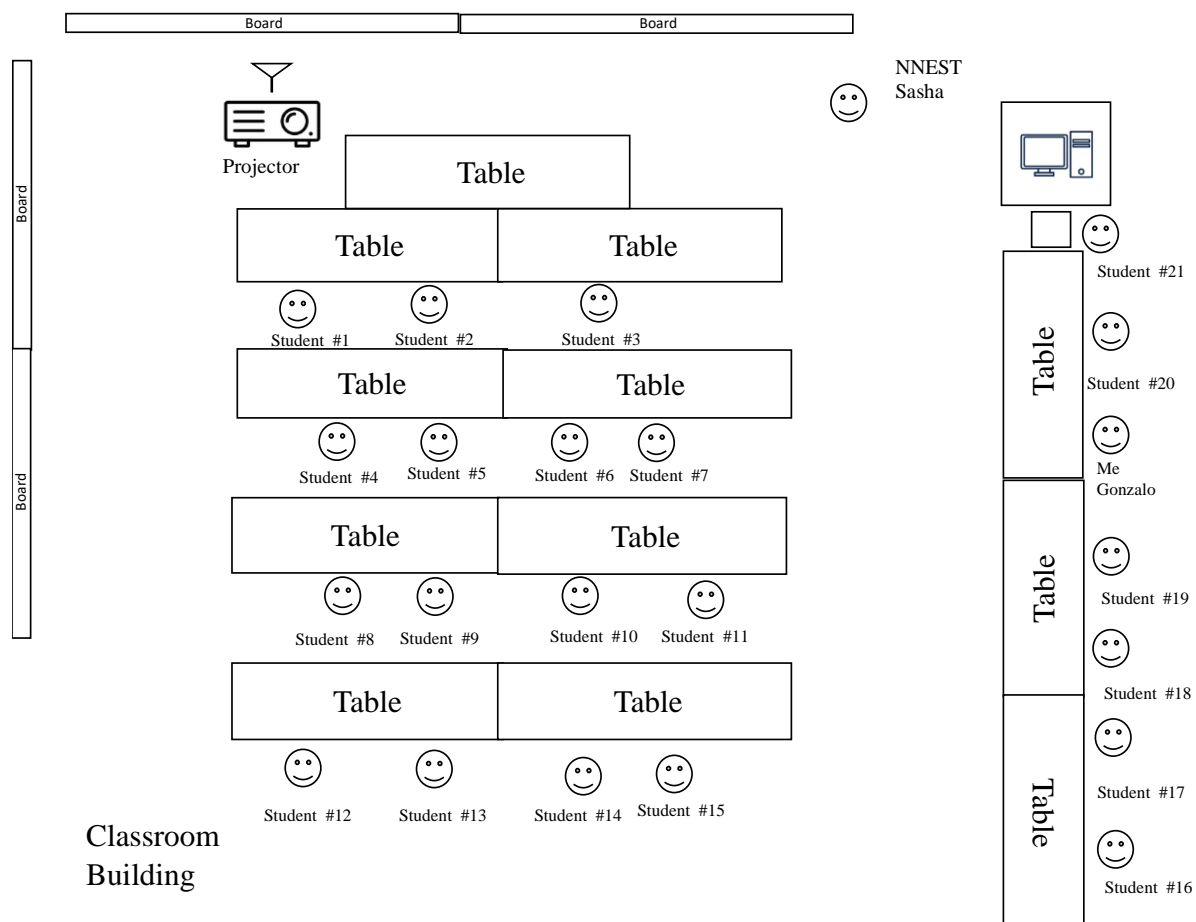 Board
Board
NNEST
Sasha
Projector
Board
Table
Table
Table
Student #21
Student #1
Student #2
Student #3
Table
Table
Table
Student #20
Board
Student #4
Student #5
Student #6
Student #7
Me
Gonzalo
Table
Table
Table
Student #19
Student #8
Student #9
Student #10
Student #11
Student #18
Table
Table
Table
Student #17
Student #12
Student #13
Student #14
Student #15
Student #16
Classroom
Building